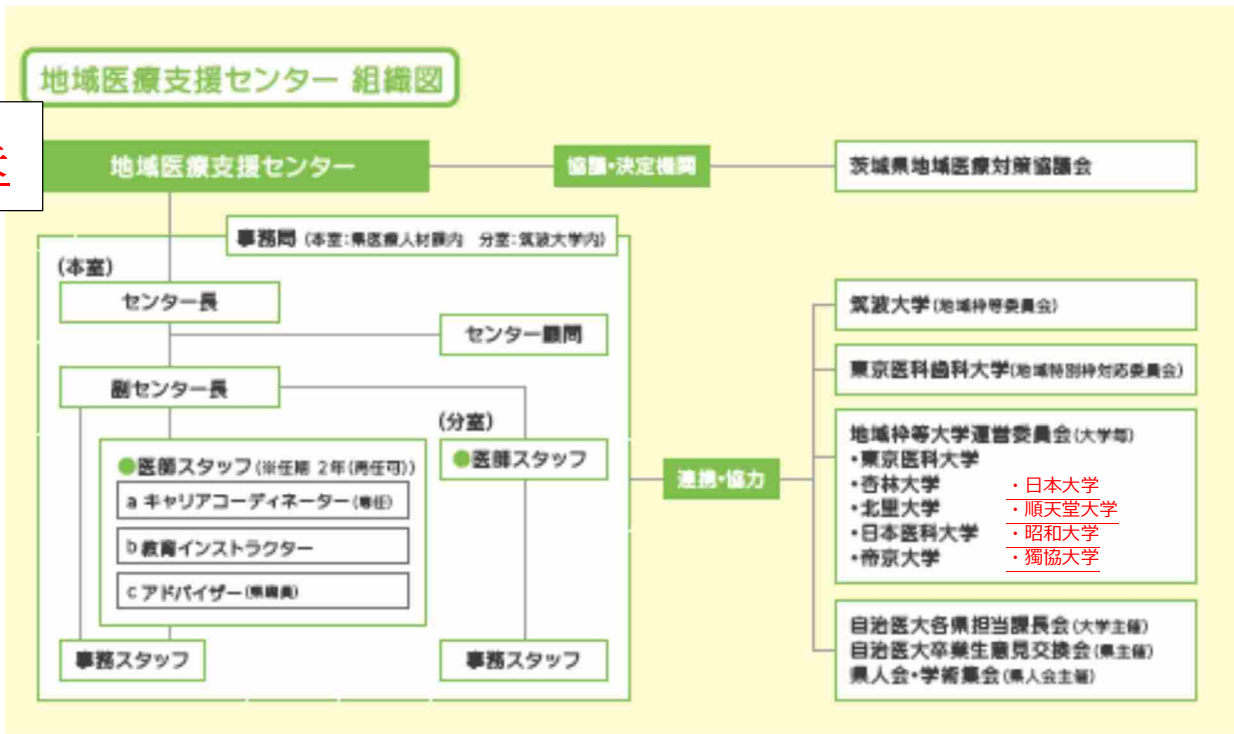 地域医療支援センター 組織図
地域医療支援センター
協議・決定機関
茨城県地域医療対策協議会
事務局（本室：県医療人材課内　分室：筑波大学内）
（本室）
センター長
センター顧問
副センター長
●医師スタッフ（※任期 2年（再任可））
a キャリアコーディネーター（専任）
b 教育インストラクター
c アドバイザー（県職員）
事務スタッフ
（分室）
●医師スタッフ
事務スタッフ
連携・協力
筑波大学（地域枠等委員会）
東京医科歯科大学（地域特別枠対応委員会）
地域枠等大学運営委員会（大学毎）
・東京医科大学
・杏林大学　・日本大学
・北里大学　・順天堂大学
・日本医科大学　・昭和大学
・帝京大学　・獨協大学
自治医大各県担当課長会（大学主催）
自治医大卒業生意見交換会（県主催）
県人会・学術集会（県人会主催）